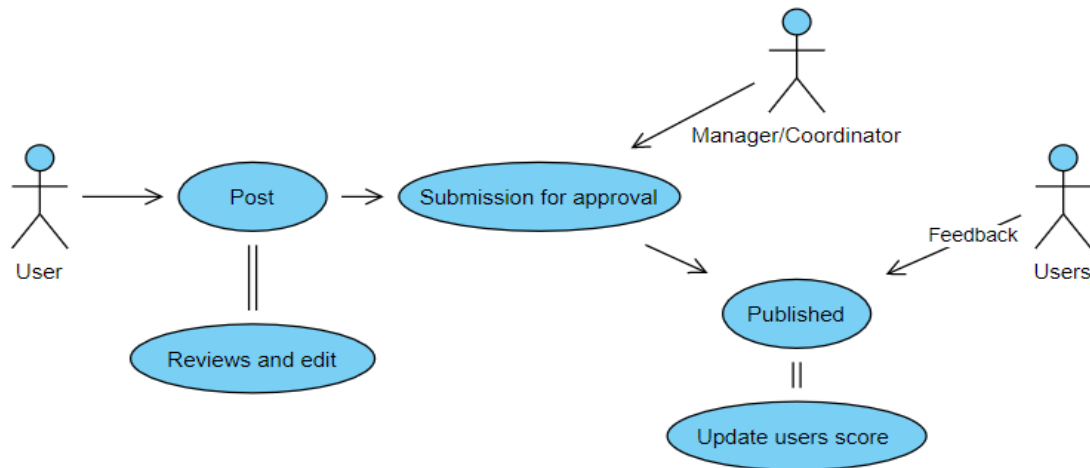 Manager/Coordinator
Post
Submission for approval
User
Feedback
Users
Published
Reviews and edit
Update users score